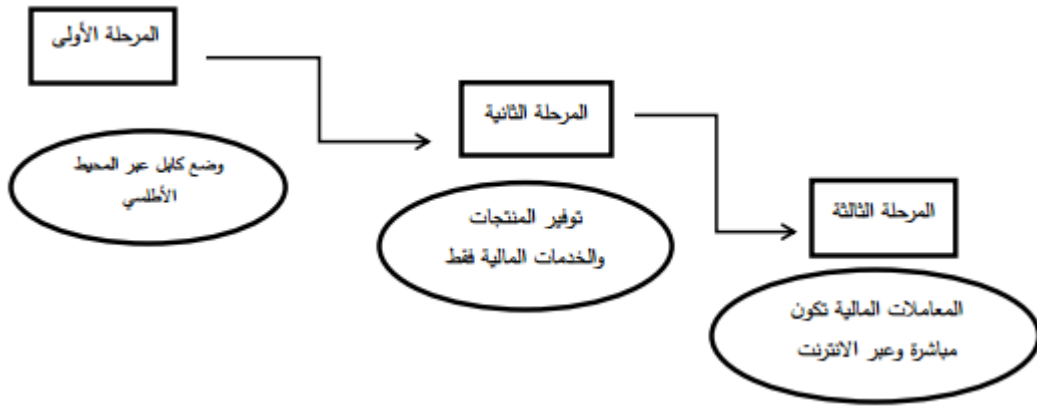 المرحلة الأولى
وضع كابل عبر المحيط
الأطلسي
المرحلة الثانية
توفير المنتجات
والخدمات المالية فقط
المرحلة الثالثة
المعاملات المالية تكون
مباشرة وعبر الانترنت